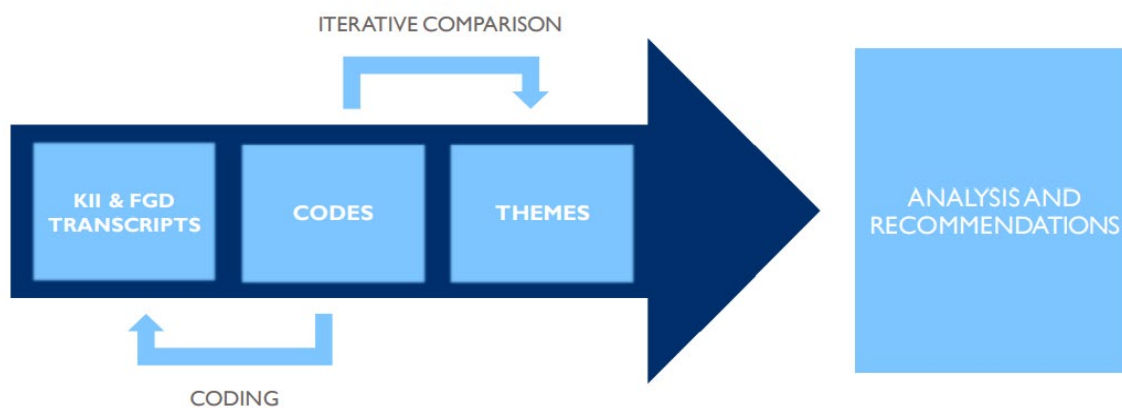 ITERATIVE COMPARISON
KII & FGD
TRANSCRIPTS
CODES
THEMES
ANALYSIS AND
RECOMMENDATIONS
CODING